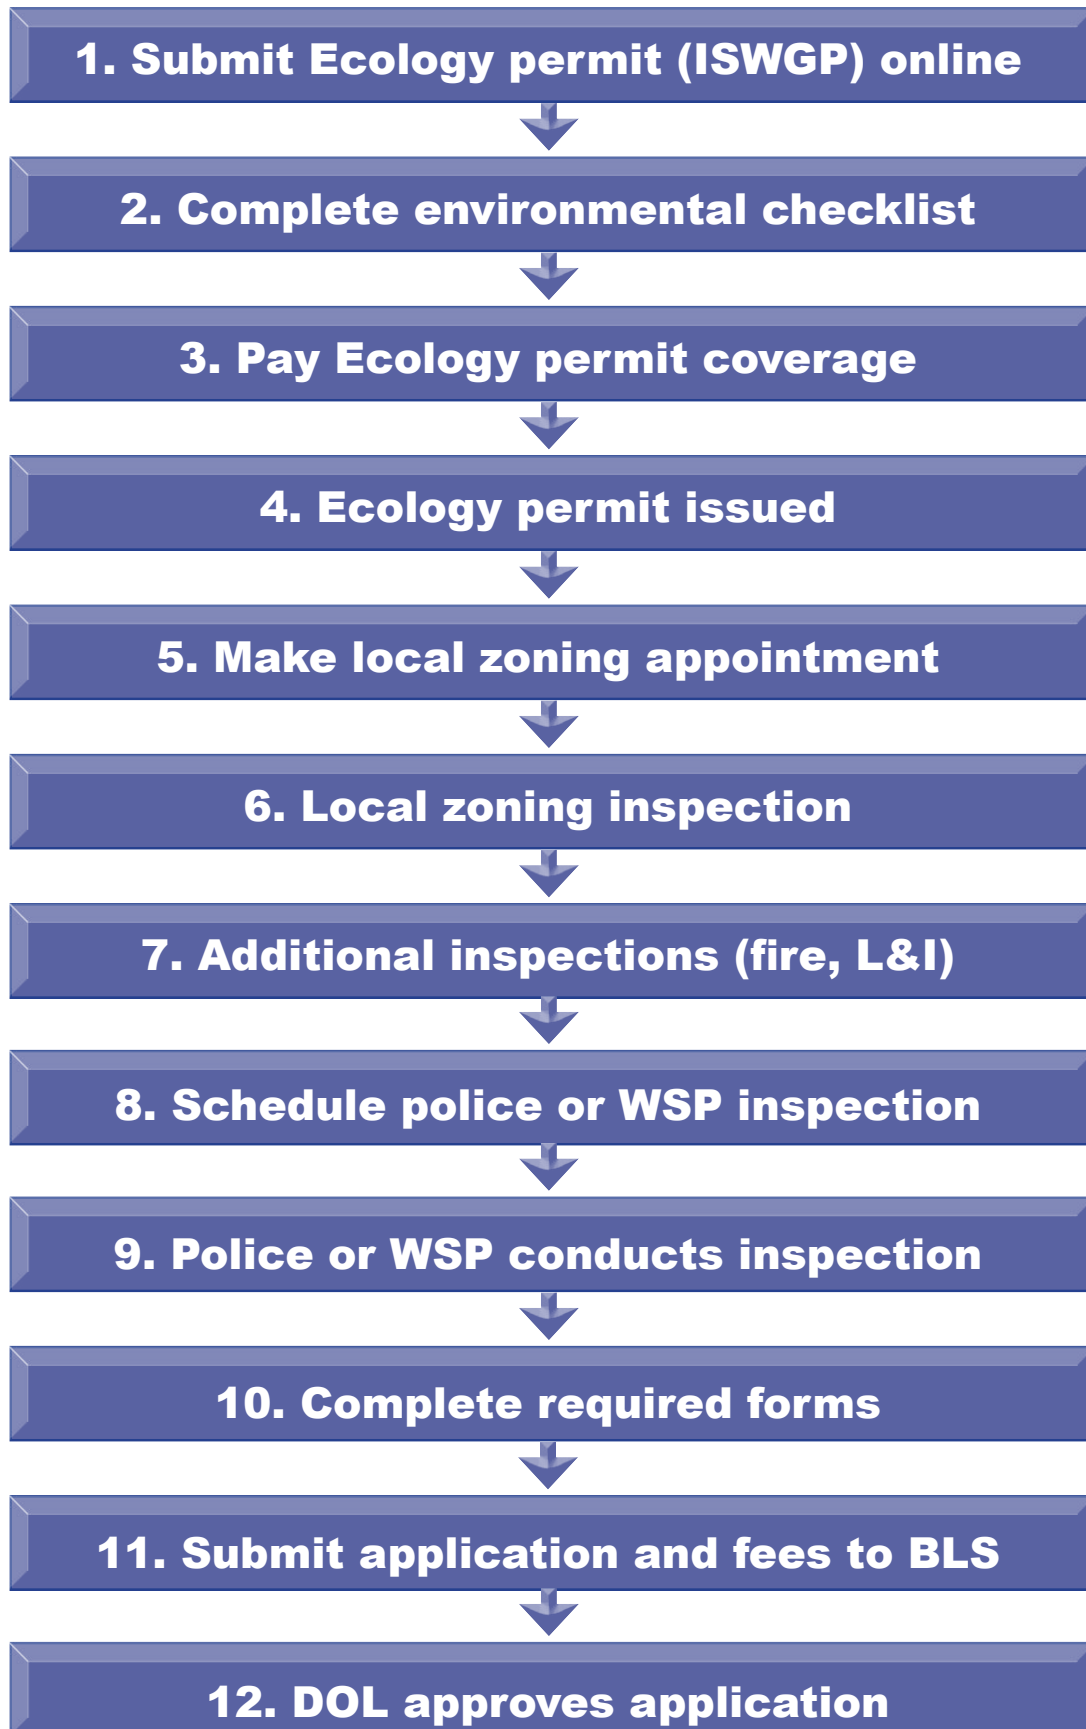 1. Submit Ecology permit (ISWGP) online
2. Complete environmental checklist
3. Pay Ecology permit coverage
4. Ecology permit issued
5. Make local zoning appointment
6. Local zoning inspection
7. Additional inspections (fire, L&I)
8. Schedule police or WSP inspection
9. Police or WSP conducts inspection
10. Complete required forms
11. Submit application and fees to BLS
12. DOL approves application